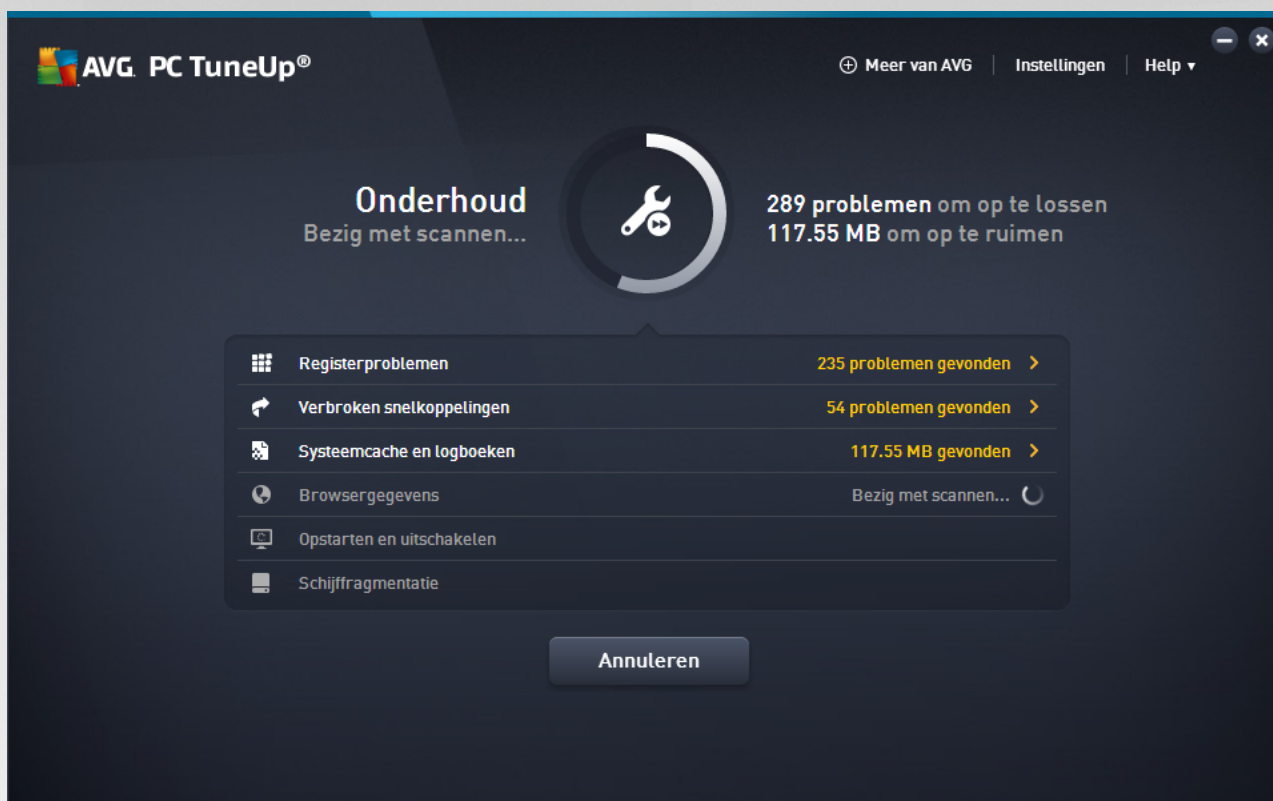 AVG. PC TuneUp®
Meer van AVG
Instellingen
Help
Onderhoud
Bezig met scannen...
289 problemen om op te lossen
117.55 MB om op te ruimen
Registerproblemen
235 problemen gevonden
Verbroken snelkoppelingen
54 problemen gevonden
Systeemcache en logboeken
117.55 MB gevonden
Browsergegevens
Bezig met scannen...
Opstarten en uitschakelen
Schijffragmentatie
Annuleren